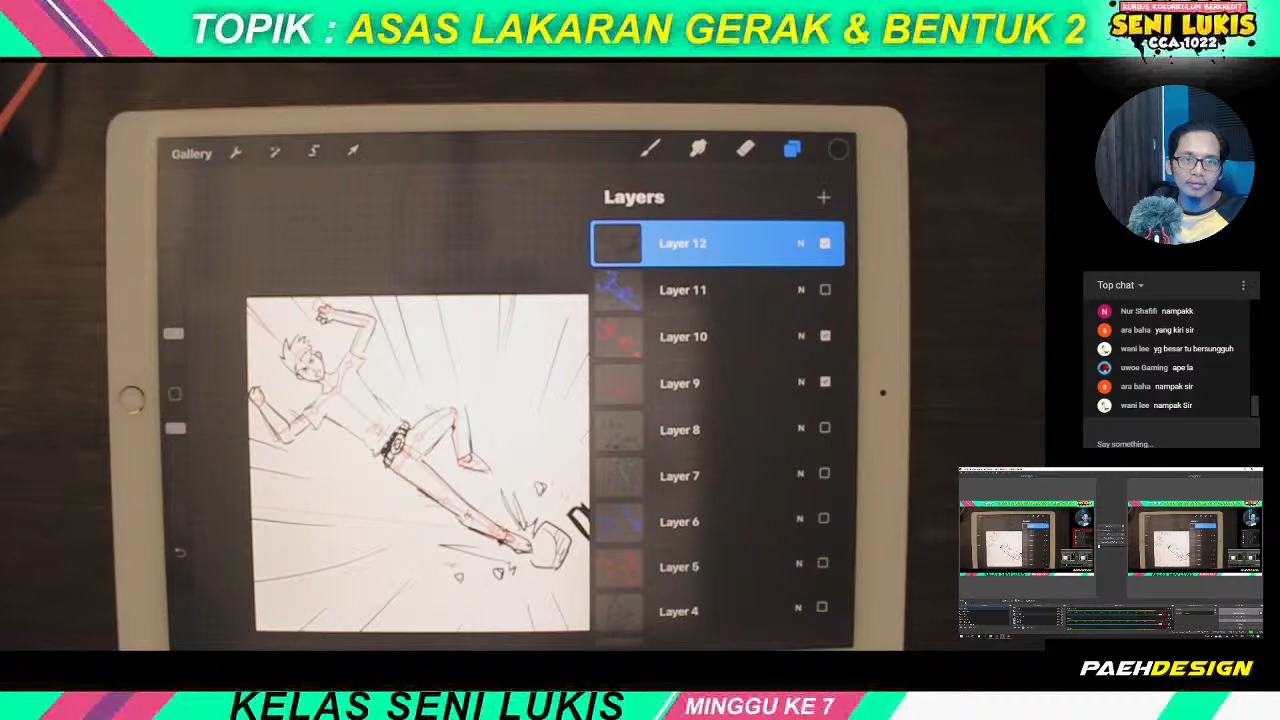 TOPIK : ASAS LAKARAN GERAK & BENTUK 2
KURSUS KOKURIKULUM BERKREDIT
SENI LUKIS
CCA 1022
Gallery
Layers
Layer 12 N
Layer 11 N
Layer 10 N
Layer 9 N
Layer 8 N
Layer 7 N
Layer 6 N
Layer 5 N
Layer 4 N
Top chat
N Nur Shafifi nampakk
a ara baha yang kiri sir
wani lee yg besar tu bersungguh
uwoe Gaming ape la
a ara baha nampak sir
wani lee nampak Sir
Say something...
PAEHDESIGN
KELAS SENI LUKIS
MINGGU KE 7